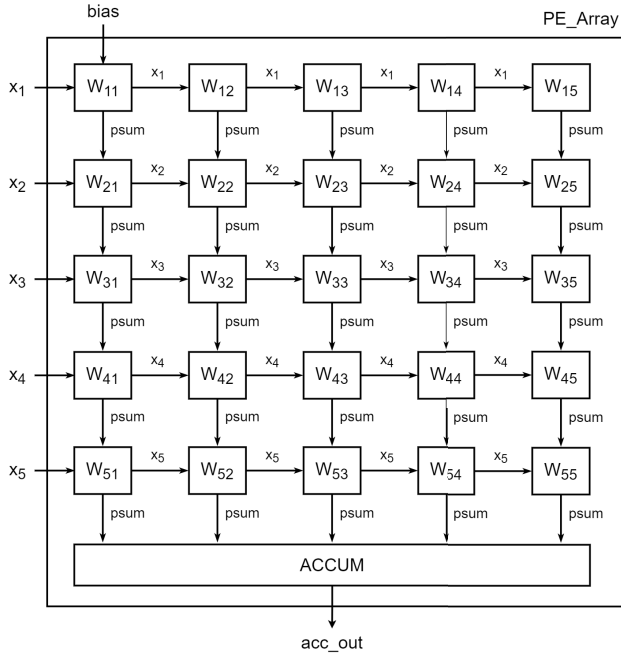 bias PE_Array
x1 W11 x1 W12 x1 W13 x1 W14 x1 W15
psum psum psum psum psum
x2 W21 x2 W22 x2 W23 x2 W24 x2 W25
psum psum psum psum psum
x3 W31 x3 W32 x3 W33 x3 W34 x3 W35
psum psum psum psum psum
x4 W41 x4 W42 x4 W43 x4 W44 x4 W45
psum psum psum psum psum
x5 W51 x5 W52 x5 W53 x5 W54 x5 W55
psum psum psum psum psum
ACCUM
acc_out